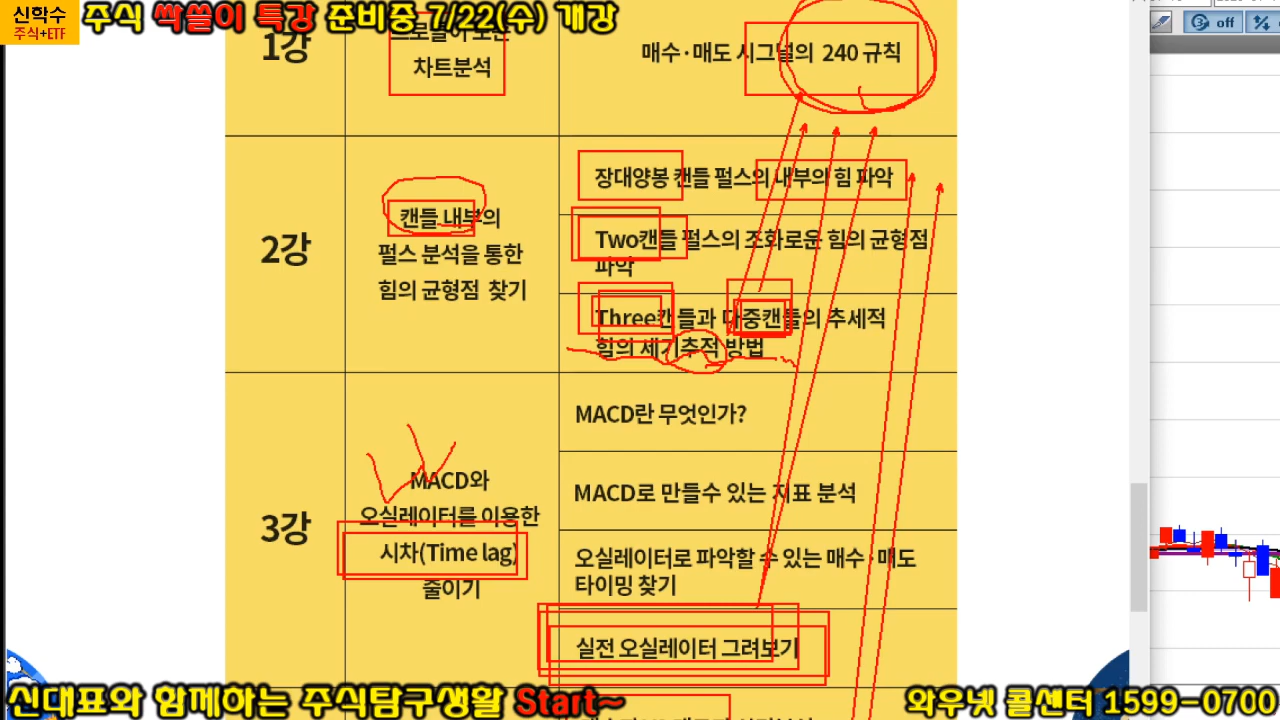 신학수
주식+ETF
주식 싹쓸이 특강 준비중 7/22(수) 개강
off
1강
차트분석
매수·매도 시그널의 240 규칙
2강
캔들 내부의
펄스 분석을 통한
힘의 균형점 찾기
장대양봉 캔들 펄스의 내부의 힘 파악
Two캔들 펄스의 조화로운 힘의 균형점
파악
Three캔들과 다중캔들의 추세적
힘의 세기추적 방법
3강
MACD와
오실레이터를 이용한
시차(Time lag)
줄이기
MACD란 무엇인가?
MACD로 만들수 있는 지표 분석
오실레이터로 파악할 수 있는 매수·매도
타이밍 찾기
실전 오실레이터 그려보기
신대표와 함께하는 주식탐구생활 Start~
와우넷 콜센터 1599-0700